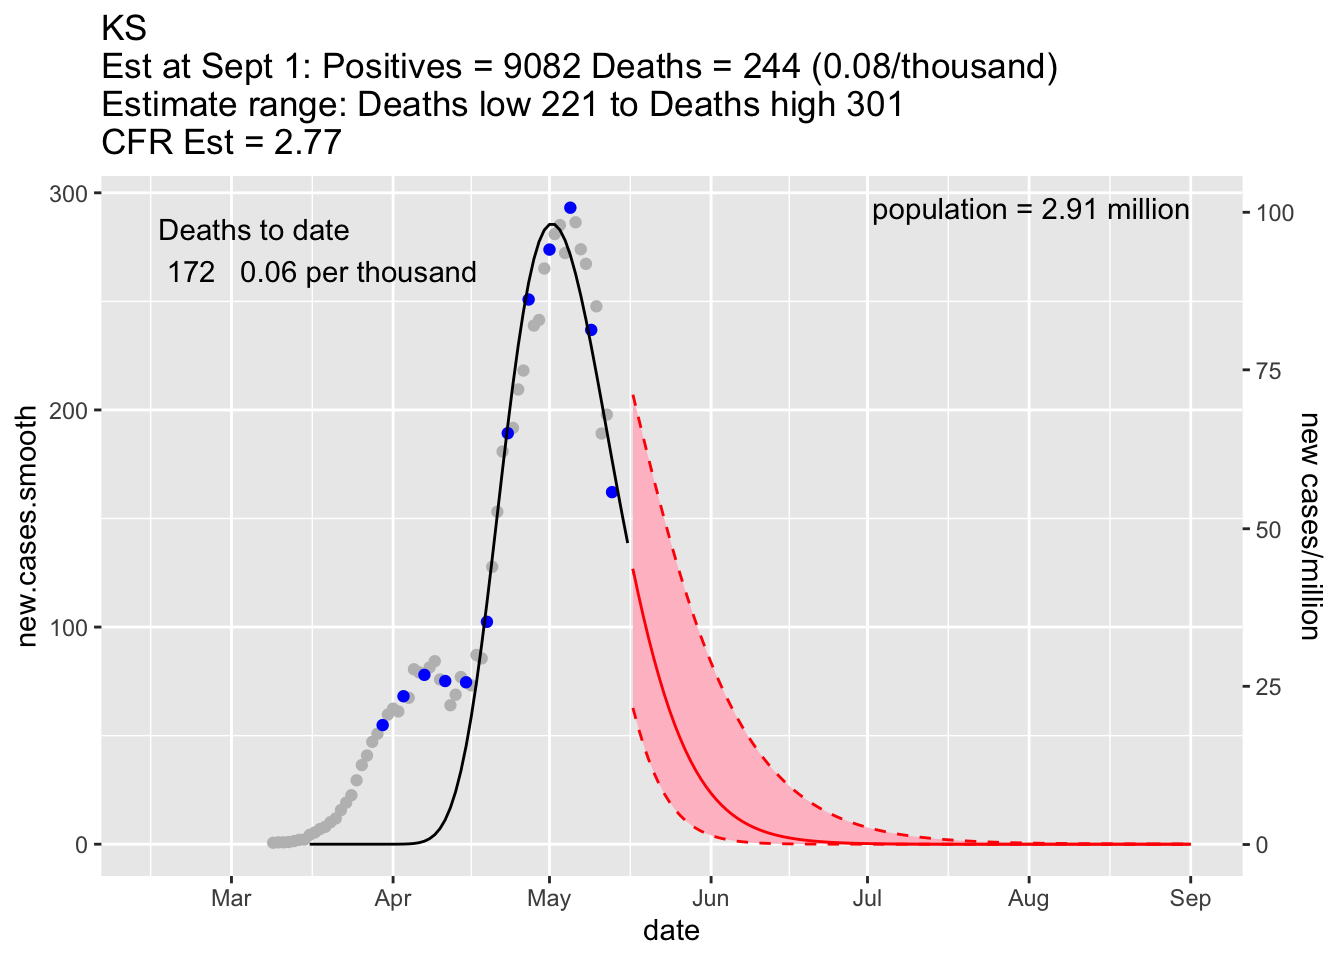 KS
Est at Sept 1: Positives = 9082 Deaths = 244 (0.08/thousand)
Estimate range: Deaths low 221 to Deaths high 301
CFR Est = 2.77
Deaths to date
172 0.06 per thousand
population = 2.91 million
300
200
100
0
new.cases.smooth
100
75
50
25
0
new cases/million
Mar Apr May Jun Jul Aug Sep
date